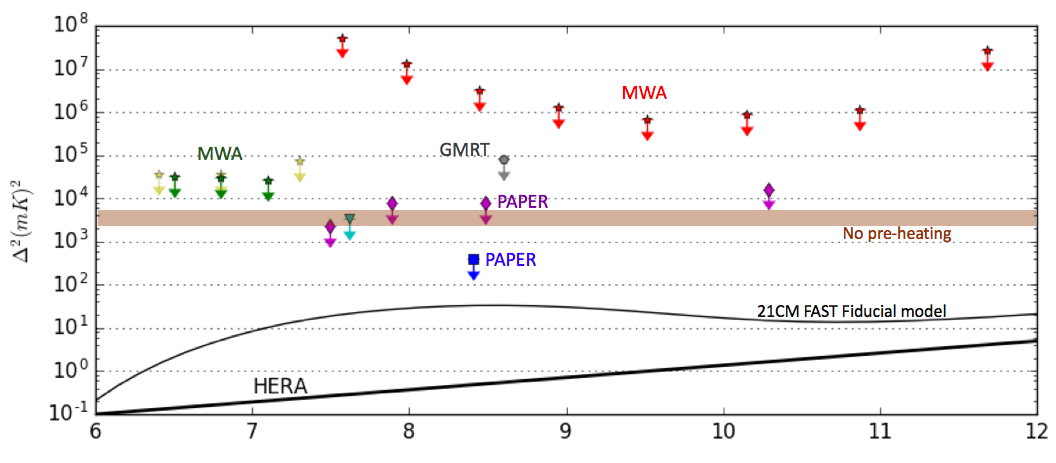 10^8
10^7
MWA
10^6
10^5
GMRT
MWA
10^4
PAPER
No pre-heating
10^3
PAPER
10^2
21CM FAST Fiducial model
10^1
10^0
HERA
10^-1
6 7 8 9 10 11 12
Δ^2(mK)^2